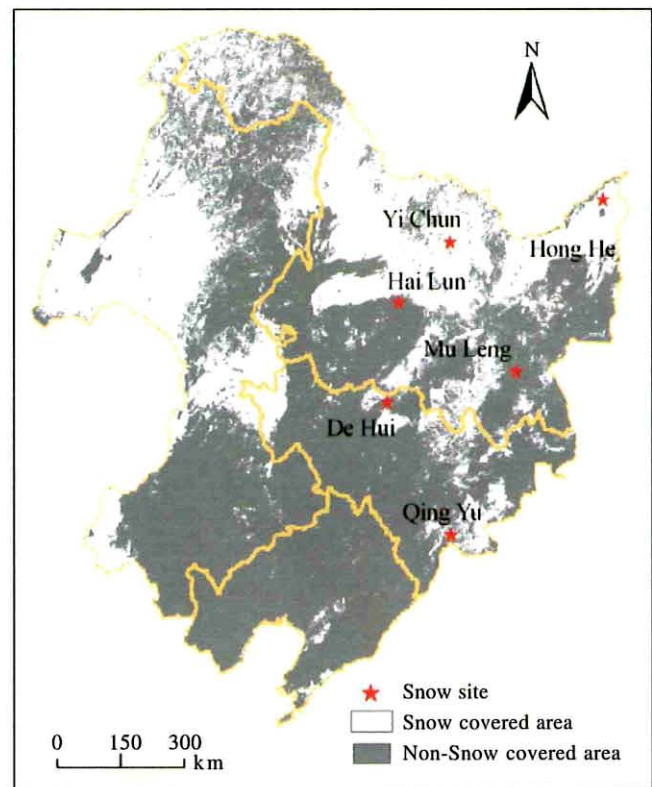 N
Yi Chun
Hong He
Hai Lun
Mu Leng
De Hui
Qing Yu
Snow site
Snow covered area
Non-Snow covered area
0 150 300
km